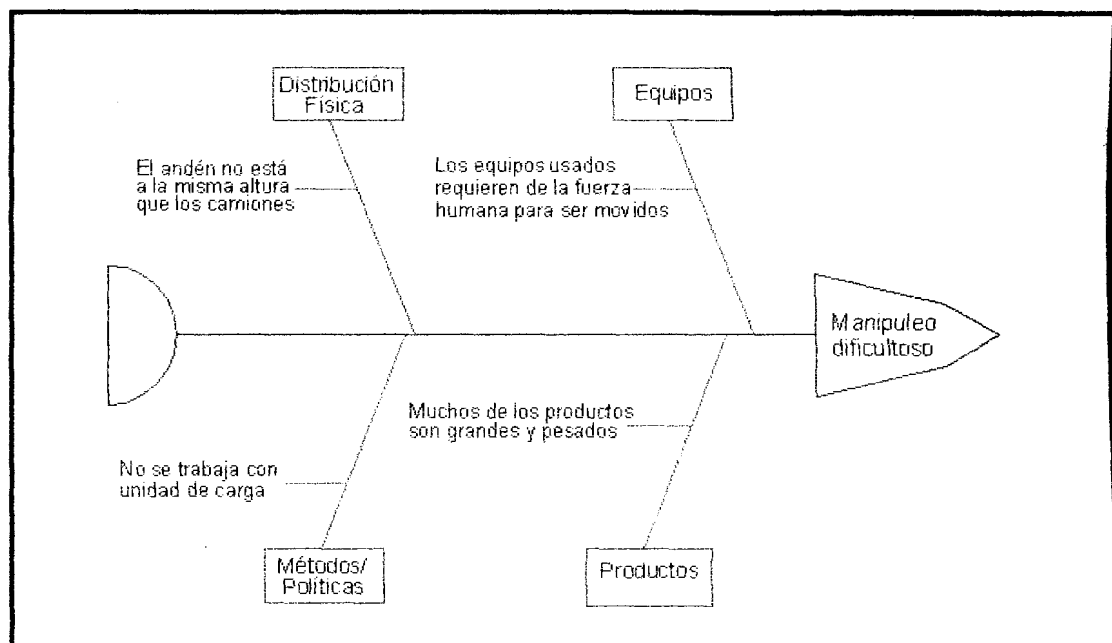 Distribución
Física
Equipos
El andén no está
a la misma altura
que los camiones
Los equipos usados
requieren de la fuerza
humana para ser movidos
Manipuleo
dificultoso
Muchos de los productos
son grandes y pesados
No se trabaja con
unidad de carga
Métodos/
Políticas
Productos